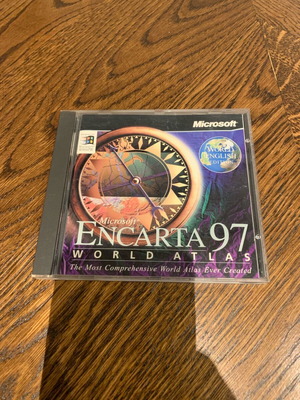 Microsoft
WORLD
ENGLISH
EDITION
Microsoft
ENCARTA 97
WORLD ATLAS
The Most Comprehensive World Atlas Ever Created